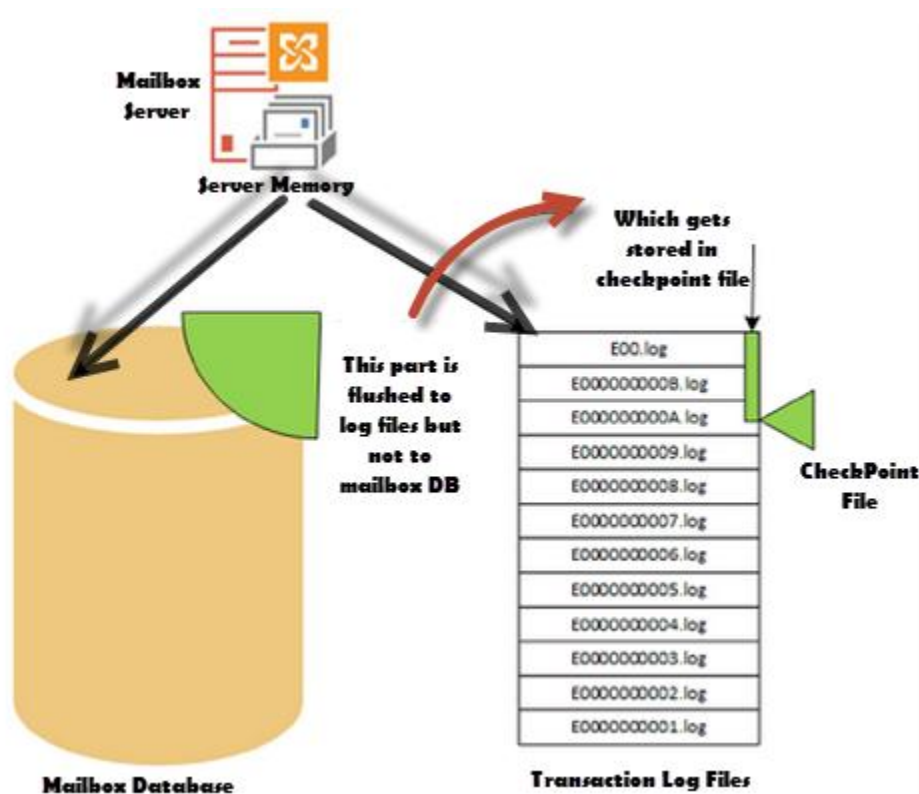 Mailbox
Server
Server Memory
Which gets
stored in
checkpoint file
This part is
flushed to
log files but
not to
mailbox DB
E00.log
E000000000B.log
E000000000A.log
E0000000009.log
E0000000008.log
E0000000007.log
E0000000006.log
E0000000005.log
E0000000004.log
E0000000003.log
E0000000002.log
E0000000001.log
CheckPoint
File
Mailbox Database
Transaction Log Files